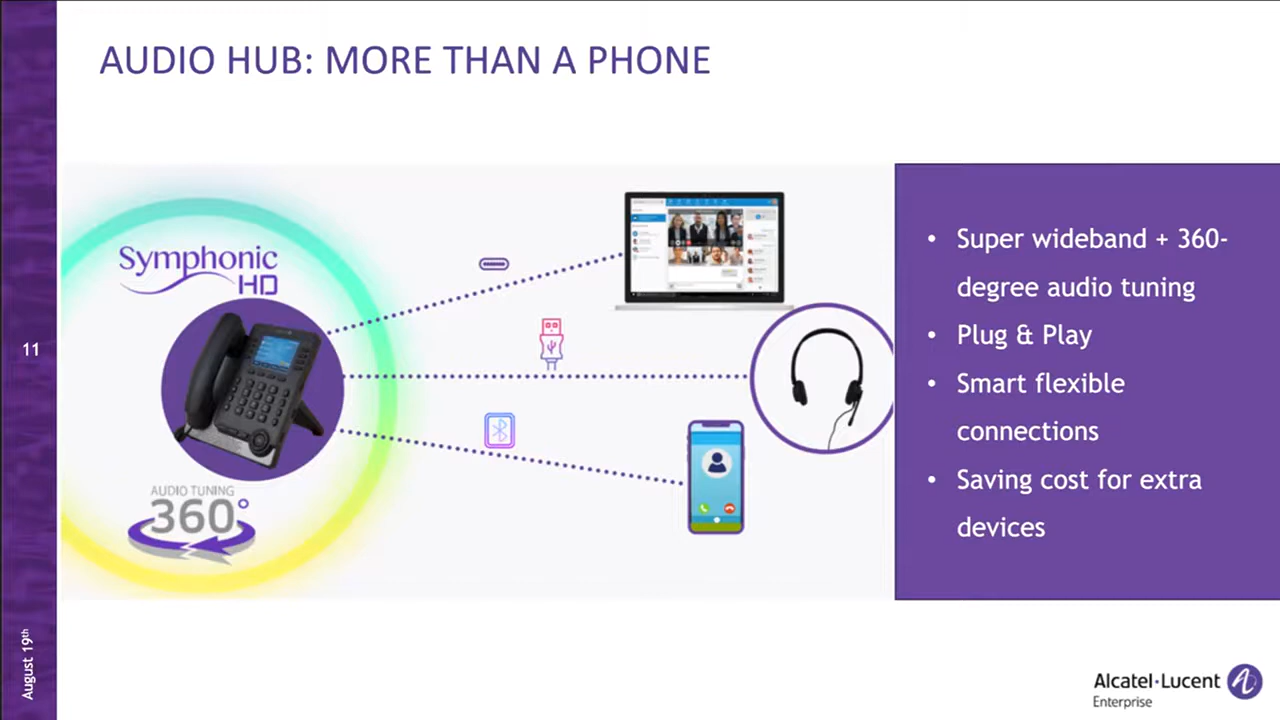 AUDIO HUB: MORE THAN A PHONE
Symphonic
HD
AUDIO TUNING
360°
• Super wideband + 360-
degree audio tuning
• Plug & Play
• Smart flexible
connections
• Saving cost for extra
devices
11
August 19th
Alcatel·Lucent
Enterprise